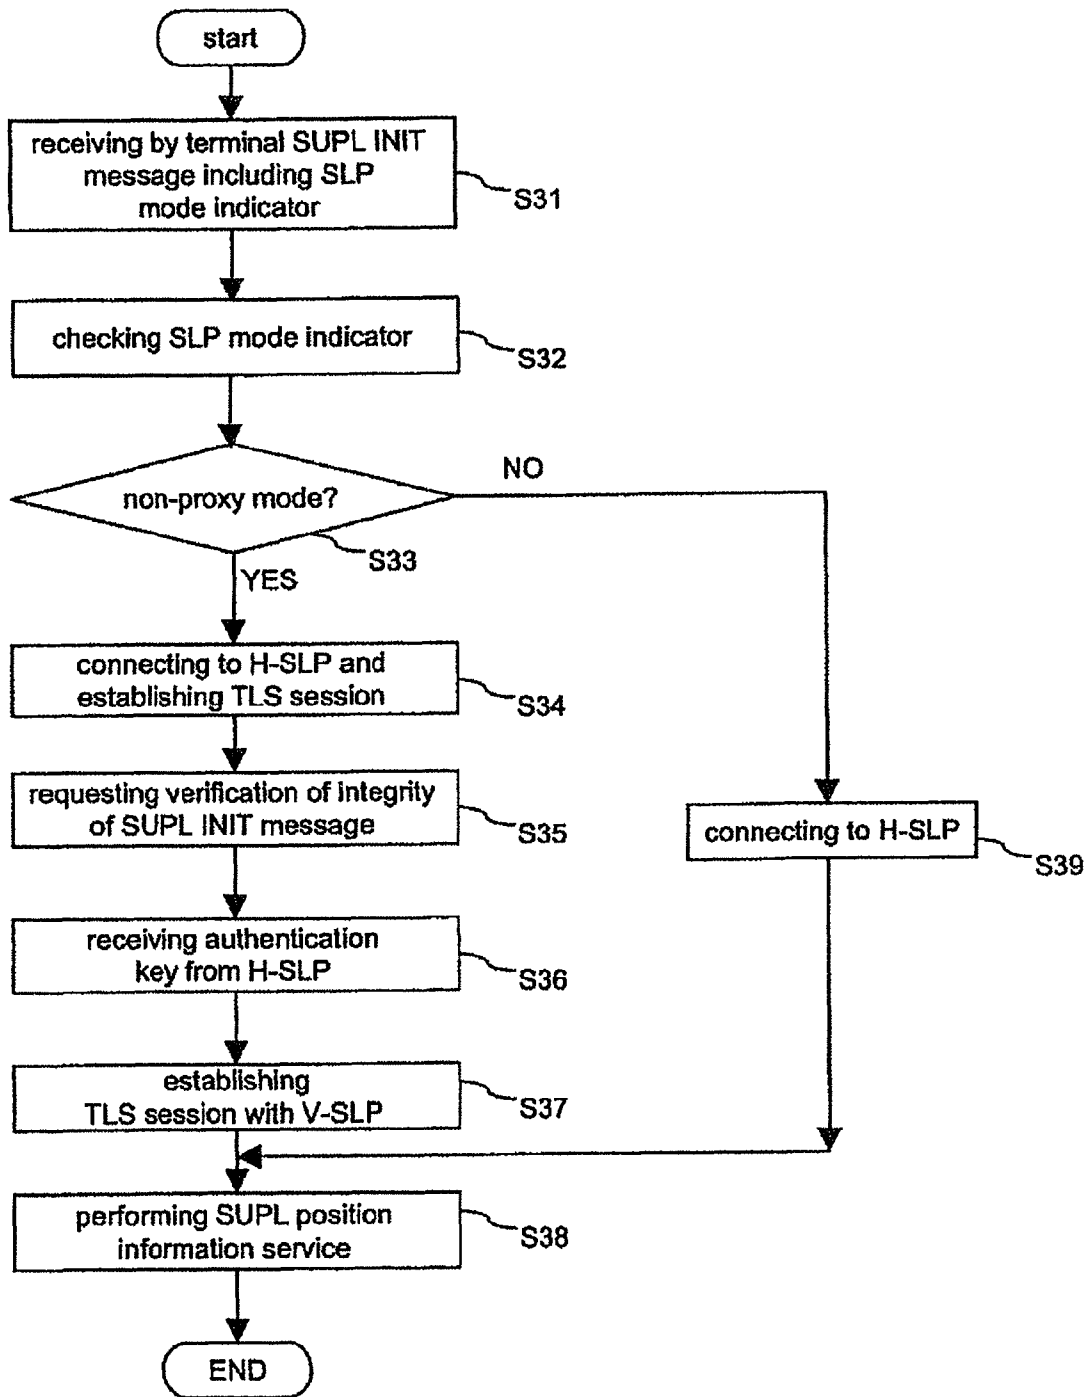 start
receiving by terminal SUPL INIT
message including SLP
mode indicator
S31
checking SLP mode indicator
S32
non-proxy mode?
NO
S33
YES
connecting to H-SLP and
establishing TLS session
S34
requesting verification of integrity
of SUPL INIT message
S35
connecting to H-SLP
S39
receiving authentication
key from H-SLP
S36
establishing
TLS session with V-SLP
S37
performing SUPL position
information service
S38
END